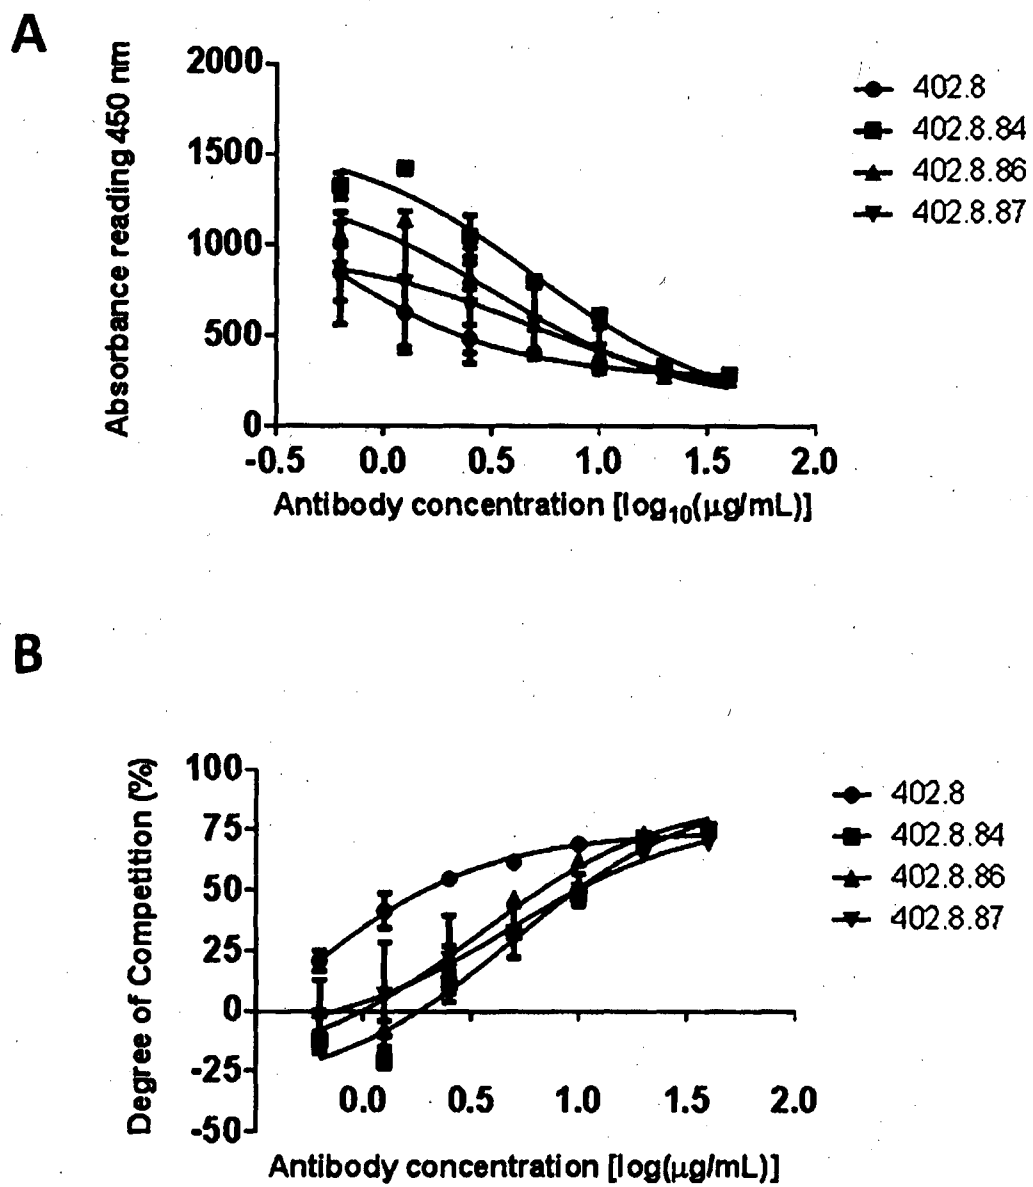 A
Absorbance reading 450 nm
2000
1500
1000
500
0
-0.5 0.0 0.5 1.0 1.5 2.0
Antibody concentration [log10(µg/mL)]
402.8
402.8.84
402.8.86
402.8.87
B
Degree of Competition (%)
100
75
50
25
0
-25
-50
0.0 0.5 1.0 1.5 2.0
Antibody concentration [log(µg/mL)]
402.8
402.8.84
402.8.86
402.8.87